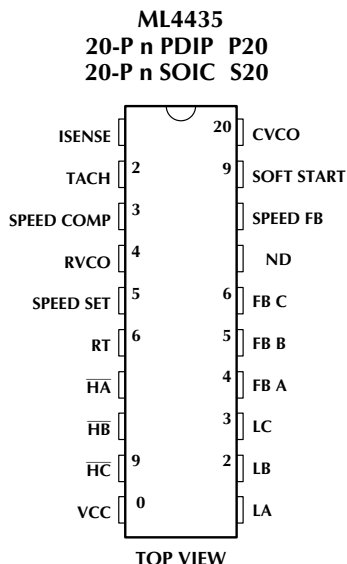 ML4435
20-P n PDIP P20
20-P n SOIC S20
ISENSE 20 CVCO
TACH 2 9 SOFT START
SPEED COMP 3 SPEED FB
RVCO 4 ND
SPEED SET 5 6 FB C
RT 6 5 FB B
HA 4 FB A
HB 3 LC
HC 9 2 LB
VCC 0 LA
TOP VIEW